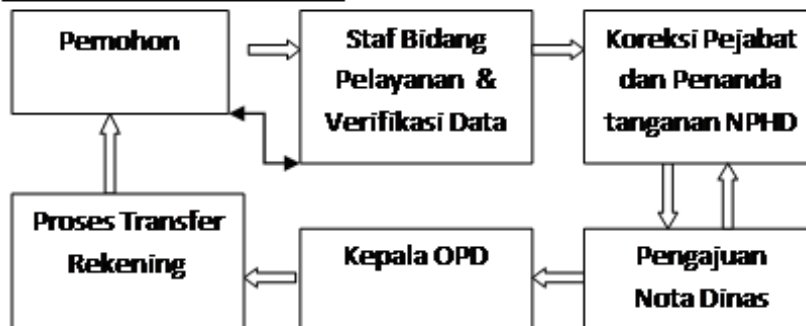 Pemohon
Staf Bidang
Pelayanan &
Verifikasi Data
Koreksi Pejabat
dan Penanda
tanganan NPHD
Proses Transfer
Rekening
Kepala OPD
Pengajuan
Nota Dinas